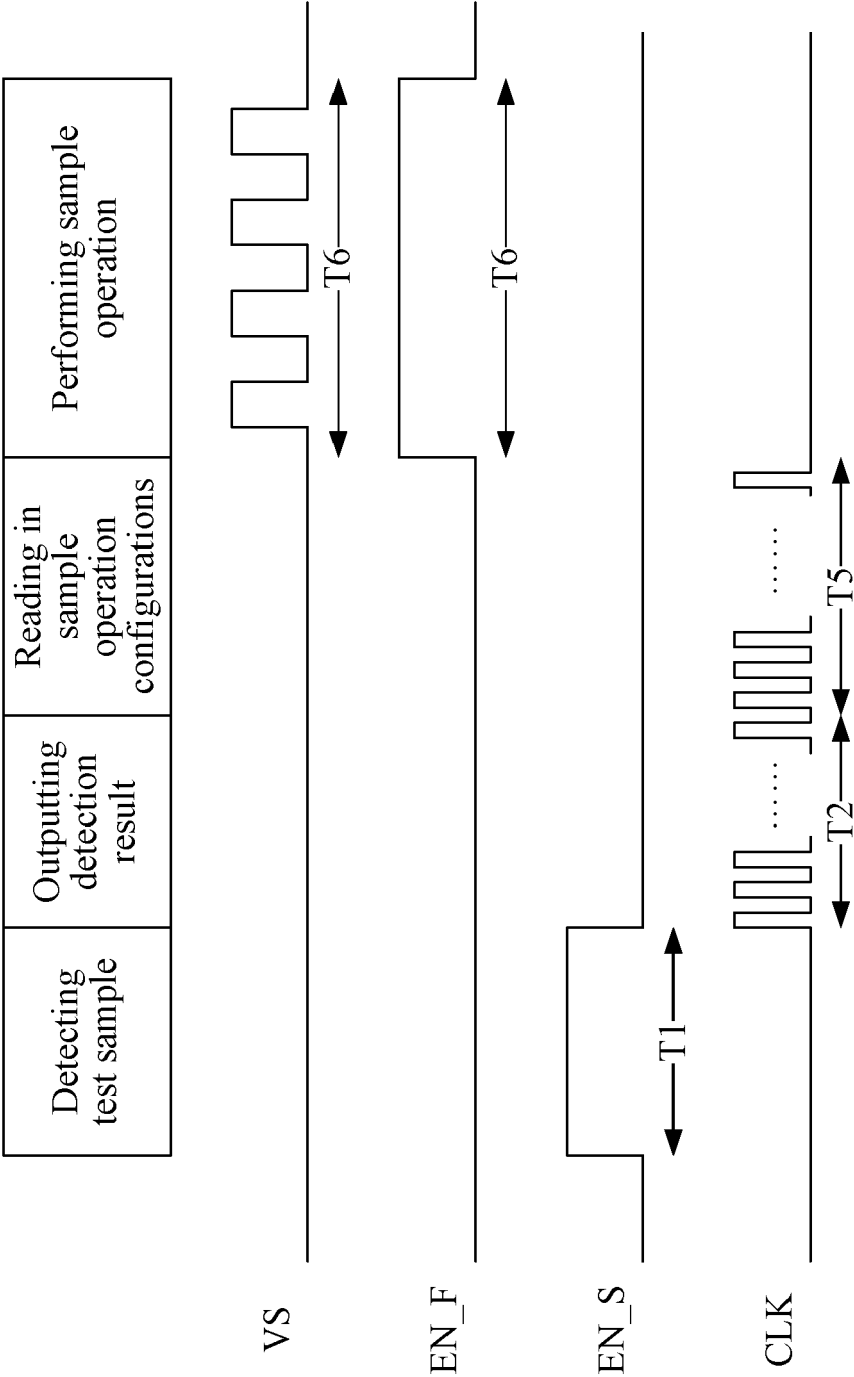 Detecting
test sample
Outputting
detection
result
Reading in
sample
operation
configurations
Performing sample
operation
VS
T6
EN_F
T6
EN_S
T1
CLK
......
T2
......
T5